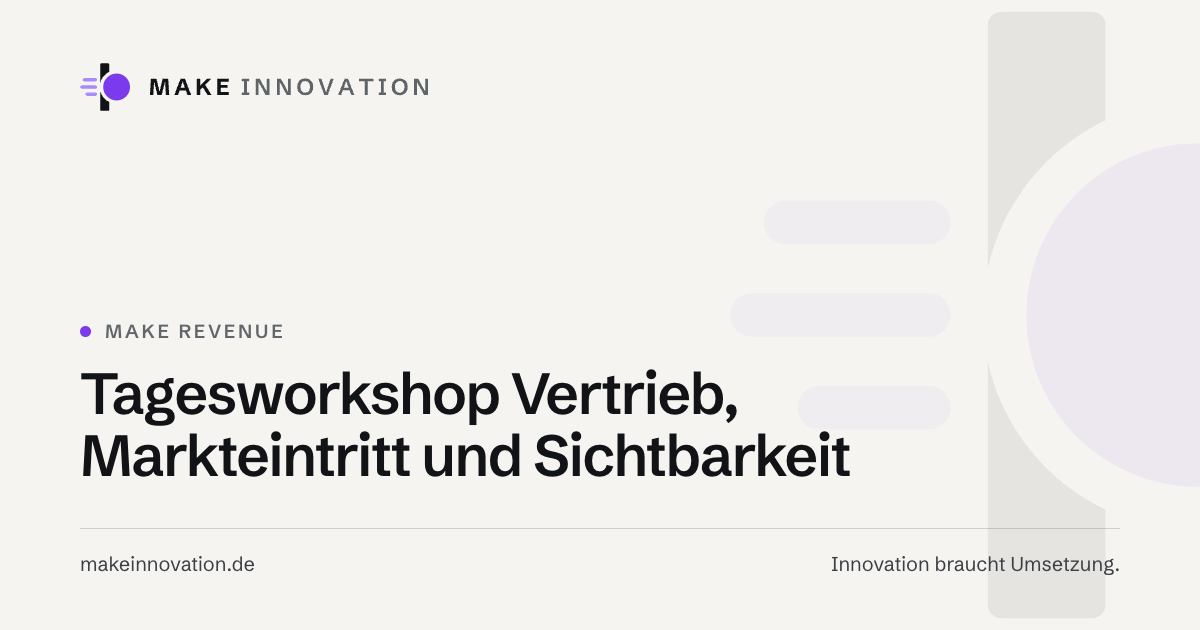 MAKE INNOVATION
MAKE REVENUE
Tagesworkshop Vertrieb,
Markteintritt und Sichtbarkeit
makeinnovation.de
Innovation braucht Umsetzung.